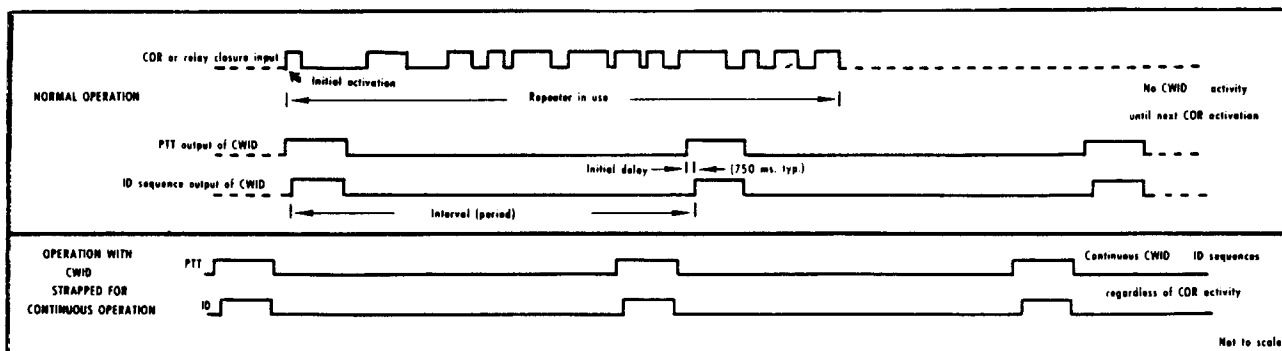 COR or relay closure input
Initial activation
NORMAL OPERATION
Repeater in use
No CWID activity
until next COR activation
PTT output of CWID
Initial delay
(750 ms. typ.)
ID sequence output of CWID
Interval (period)
OPERATION WITH
CWID
STRAPPED FOR
CONTINUOUS OPERATION
PTT
Continuous CWID ID sequences
ID
regardless of COR activity
Not to scale